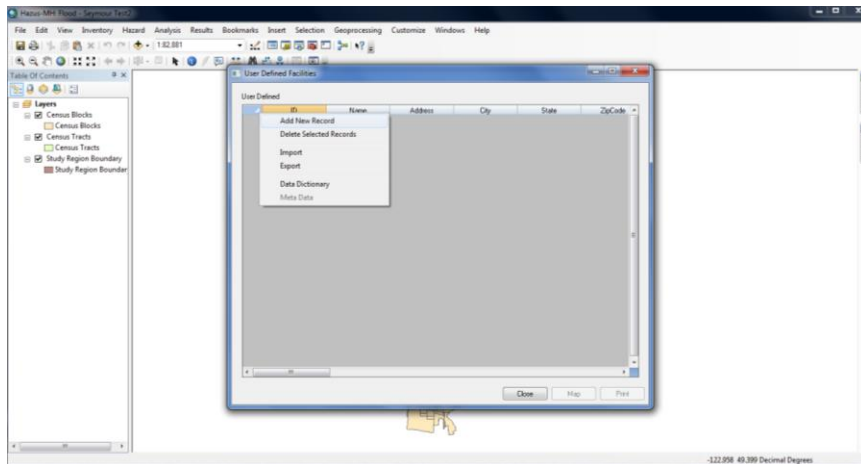 Hazus-MH: Flood - Seymour Test2
File Edit View Inventory Hazard Analysis Results Bookmarks Insert Selection Geoprocessing Customize Windows Help
1:82,081
Table Of Contents
Layers
Census Blocks
Census Blocks
Census Tracts
Census Tracts
Study Region Boundary
Study Region Boundar
User Defined Facilities
User Defined
ID Name Address City State ZipCode
Add New Record
Delete Selected Records
Import
Export
Data Dictionary
Meta Data
Close Map Print
-122.958 49.399 Decimal Degrees